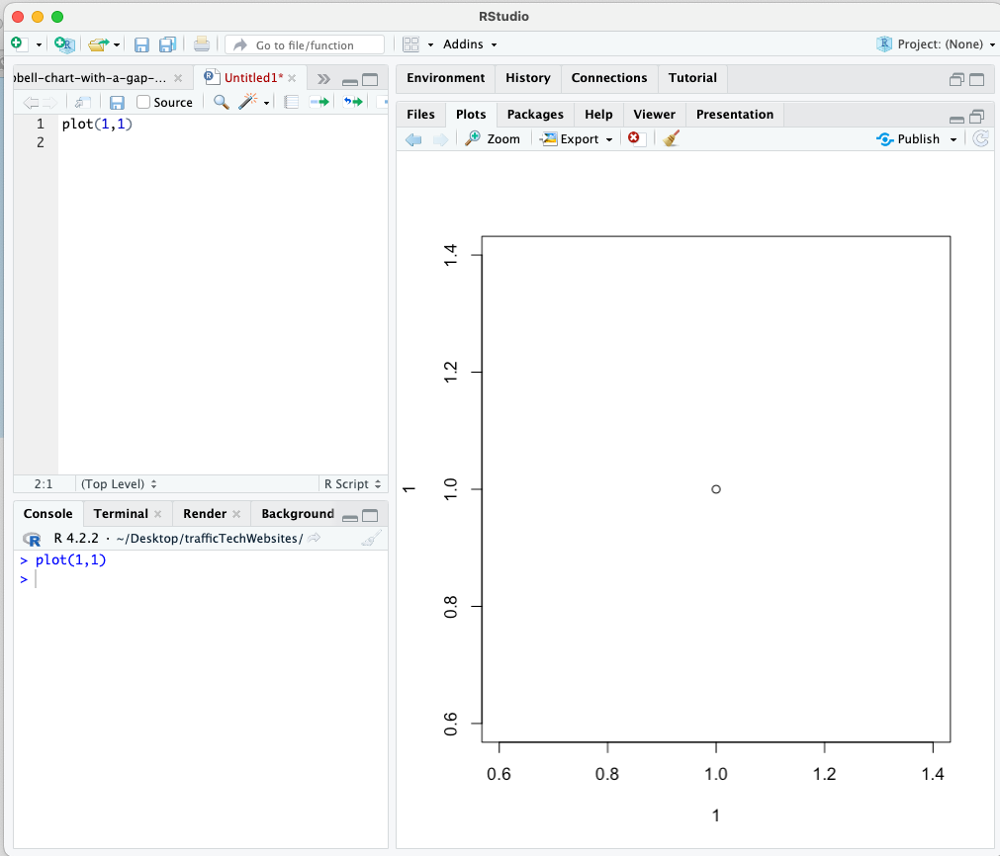 RStudio
Go to file/function
Addins
Project: (None)
bell-chart-with-a-gap-...
Untitled1*
Source
1 plot(1,1)
2
2:1 (Top Level) R Script
Console Terminal Render Background
R 4.2.2 · ~/Desktop/trafficTechWebsites/
> plot(1,1)
>
Environment History Connections Tutorial
Files Plots Packages Help Viewer Presentation
Zoom Export Publish
1.4
1.2
1.0
0.8
0.6
1
0.6 0.8 1.0 1.2 1.4
1